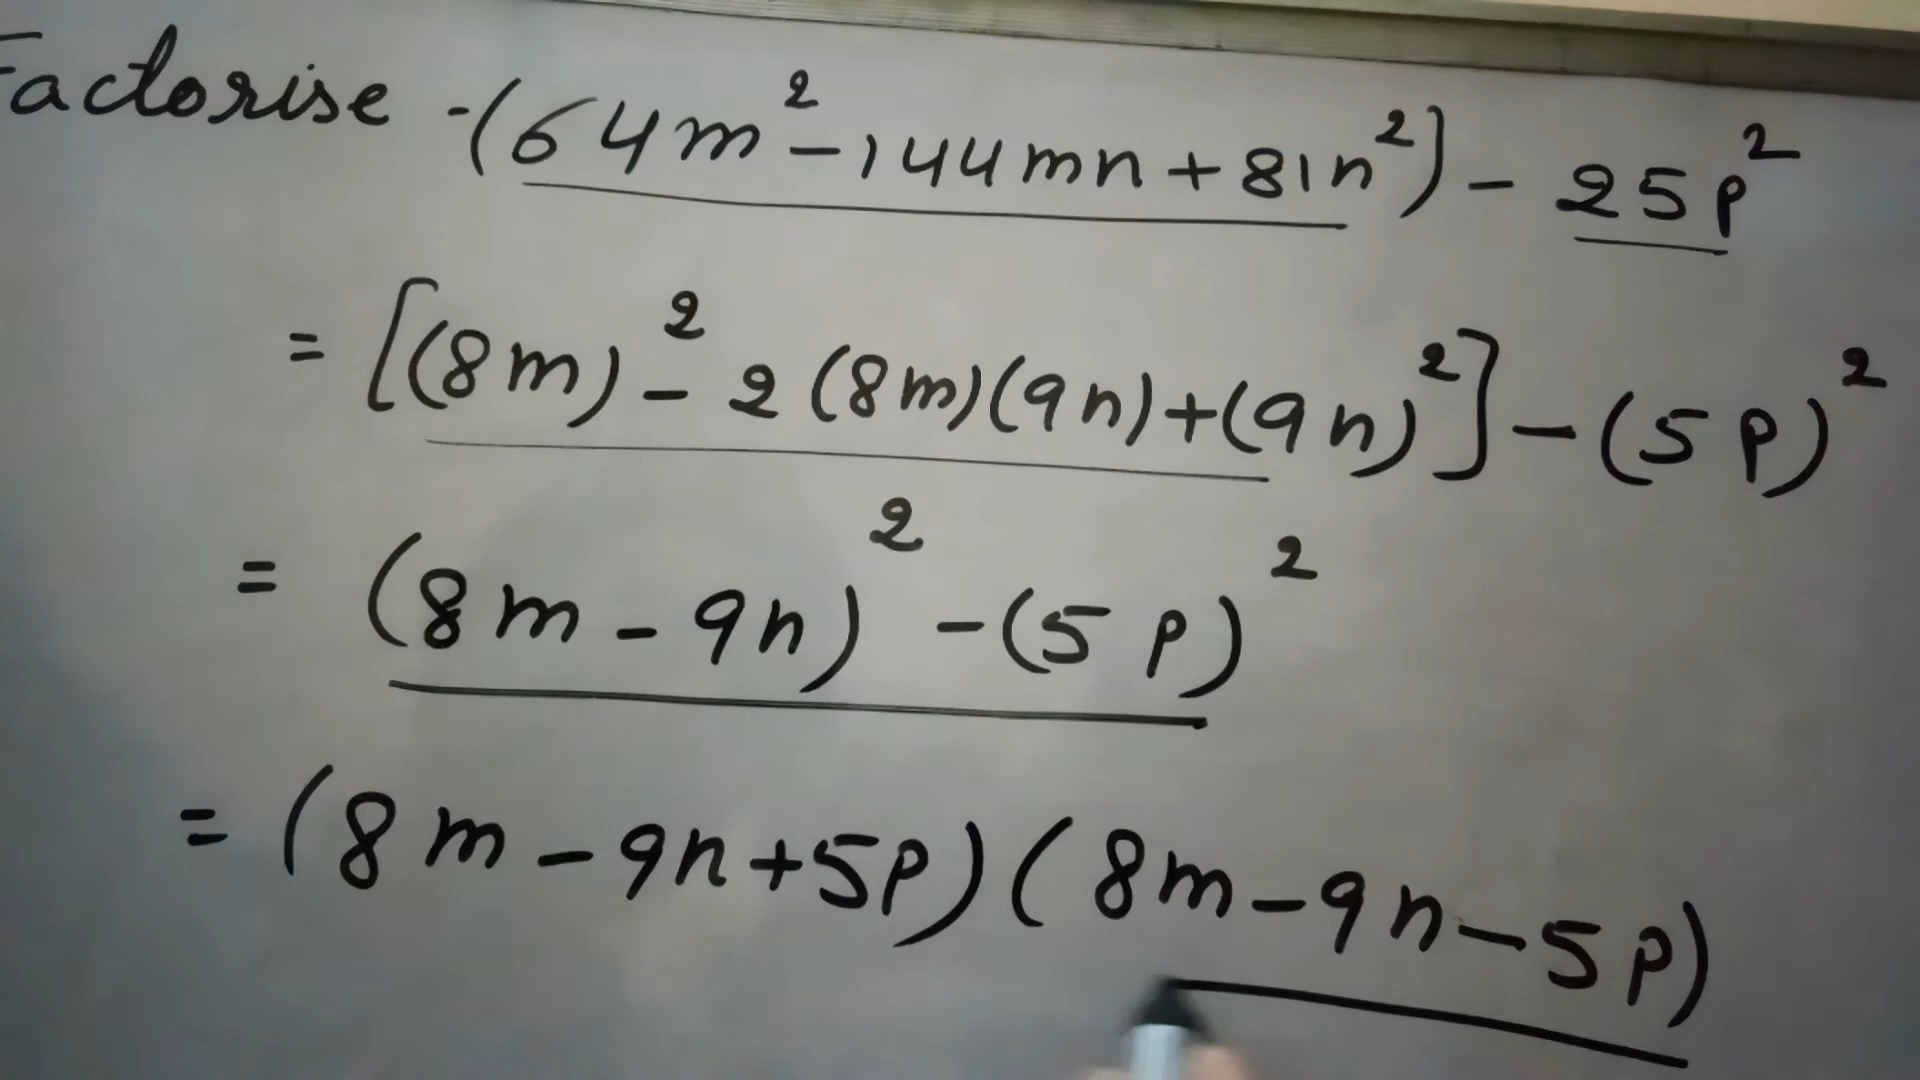 Factorise -(64m²-144mn+81n²)-25p²
= [(8m)²-2(8m)(9n)+(9n)²]-(5p)²
= (8m-9n)²-(5p)²
= (8m-9n+5p)(8m-9n-5p)